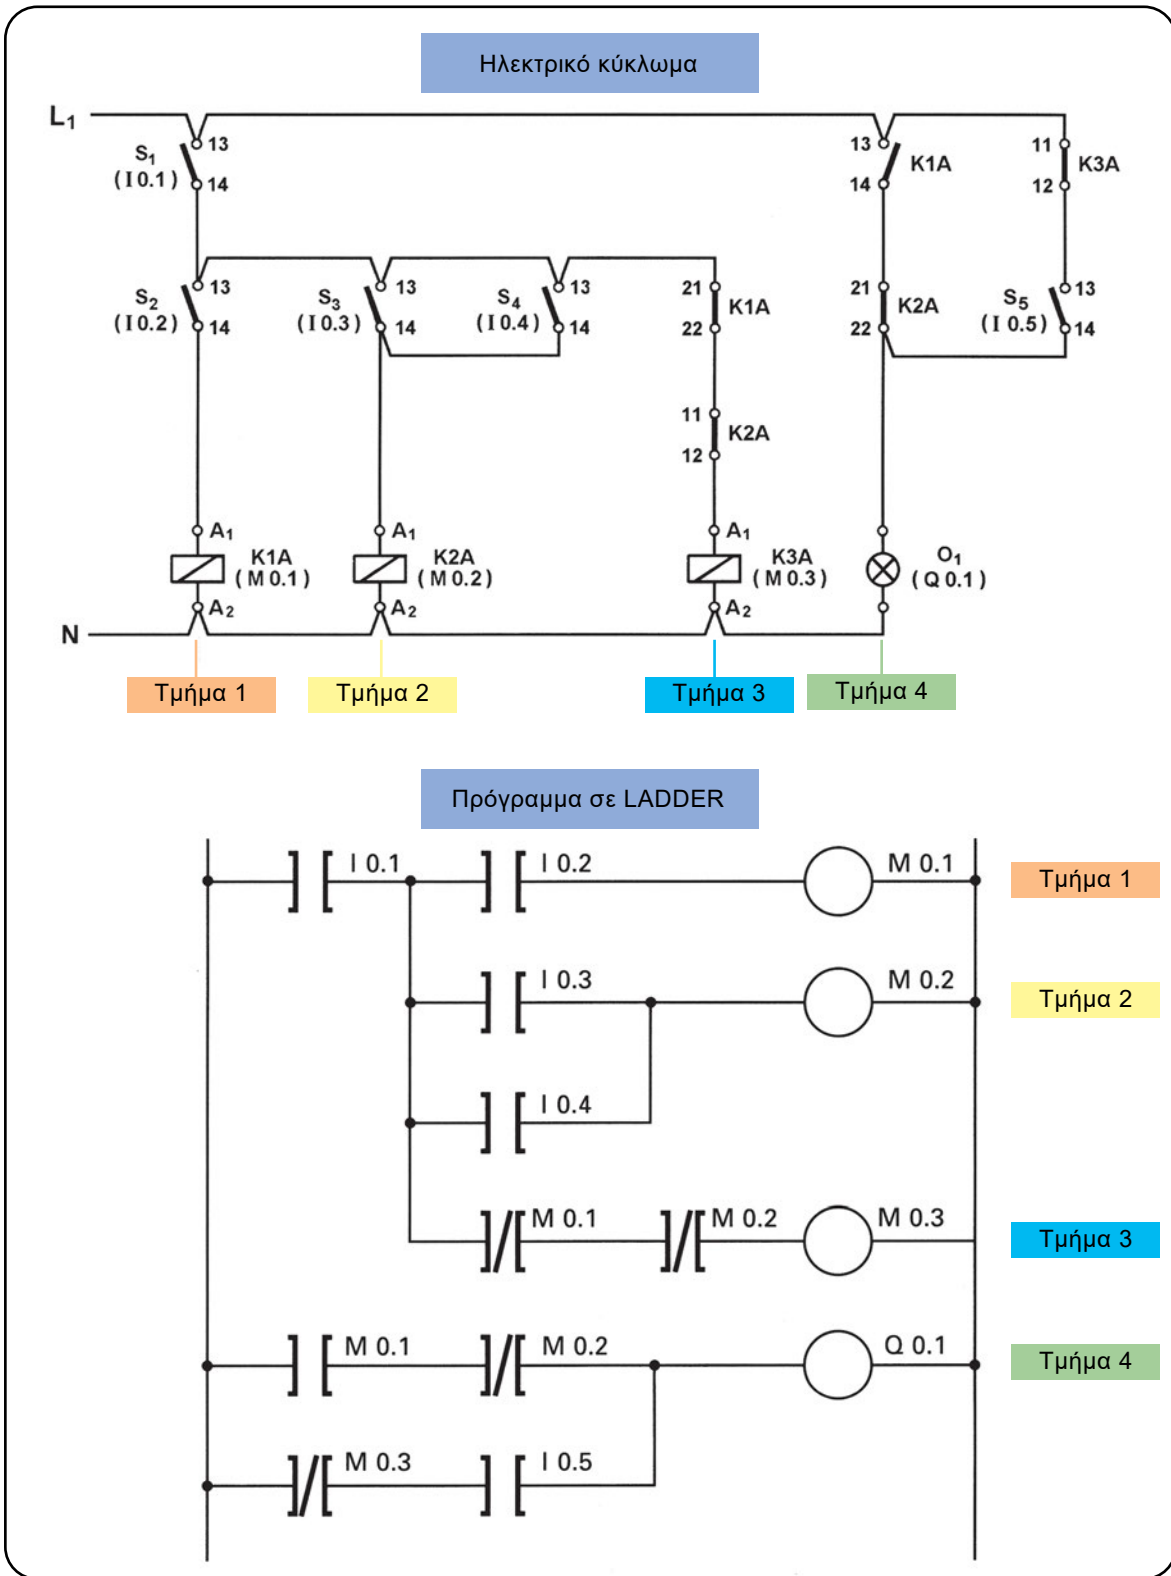 Ηλεκτρικό κύκλωμα
L₁
S₁
(I 0.1)
13
14
13
14
K1A
11
12
K3A
S₂
(I 0.2)
13
14
S₃
(I 0.3)
13
14
S₄
(I 0.4)
13
14
21
22
K1A
21
22
K2A
S₅
(I 0.5)
13
14
11
12
K2A
A₁
K1A
(M 0.1)
A₂
A₁
K2A
(M 0.2)
A₂
A₁
K3A
(M 0.3)
A₂
O₁
(Q 0.1)
N
Τμήμα 1
Τμήμα 2
Τμήμα 3
Τμήμα 4
Πρόγραμμα σε LADDER
I 0.1
I 0.2
M 0.1
Τμήμα 1
I 0.3
M 0.2
Τμήμα 2
I 0.4
M 0.1
M 0.2
M 0.3
Τμήμα 3
M 0.1
M 0.2
Q 0.1
Τμήμα 4
M 0.3
I 0.5